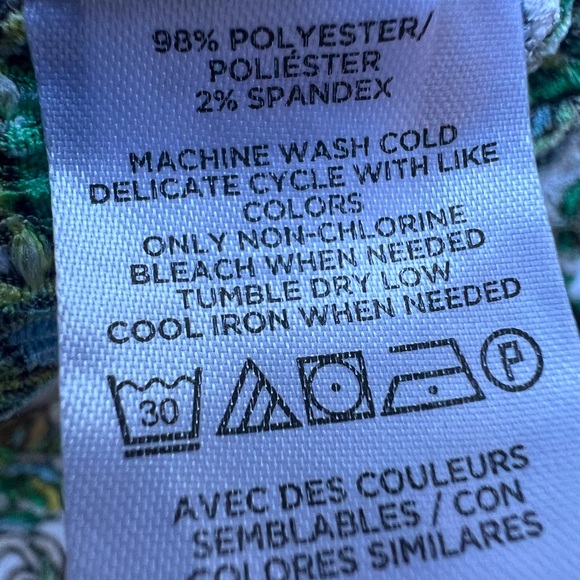 98% POLYESTER/
POLIÉSTER
2% SPANDEX
MACHINE WASH COLD
DELICATE CYCLE WITH LIKE
COLORS
ONLY NON-CHLORINE
BLEACH WHEN NEEDED
TUMBLE DRY LOW
COOL IRON WHEN NEEDED
30 P
AVEC DES COULEURS
SEMBLABLES / CON
COLORES SIMILARES